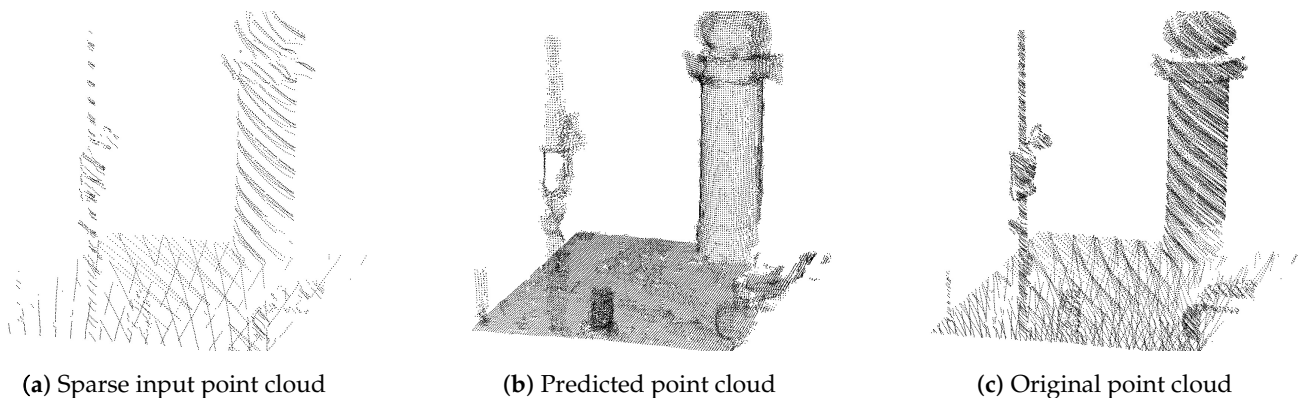 (a) Sparse input point cloud
(b) Predicted point cloud
(c) Original point cloud